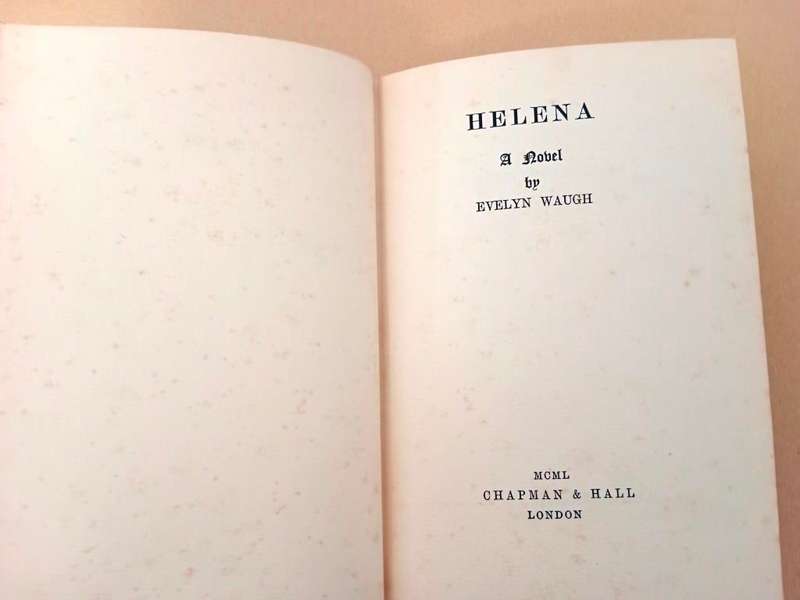 HELENA
A Novel
by
EVELYN WAUGH
MCML
CHAPMAN & HALL
LONDON